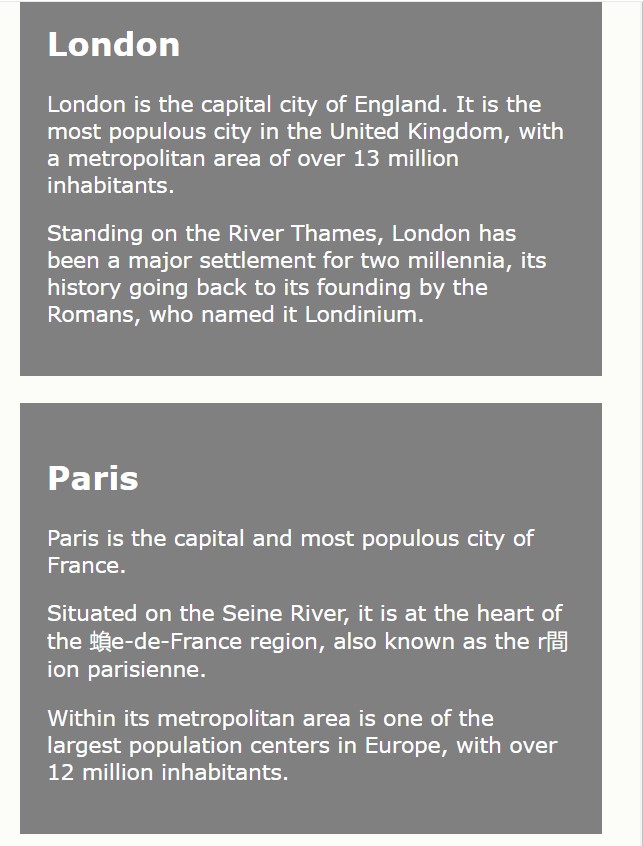 London
London is the capital city of England. It is the
most populous city in the United Kingdom, with
a metropolitan area of over 13 million
inhabitants.
Standing on the River Thames, London has
been a major settlement for two millennia, its
history going back to its founding by the
Romans, who named it Londinium.
Paris
Paris is the capital and most populous city of
France.
Situated on the Seine River, it is at the heart of
the 蝜e-de-France region, also known as the r間
ion parisienne.
Within its metropolitan area is one of the
largest population centers in Europe, with over
12 million inhabitants.